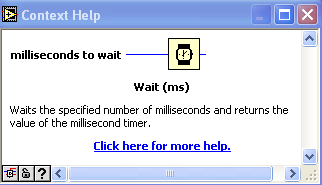 Context Help
milliseconds to wait
Wait (ms)
Waits the specified number of milliseconds and returns the
value of the millisecond timer.
Click here for more help.
?